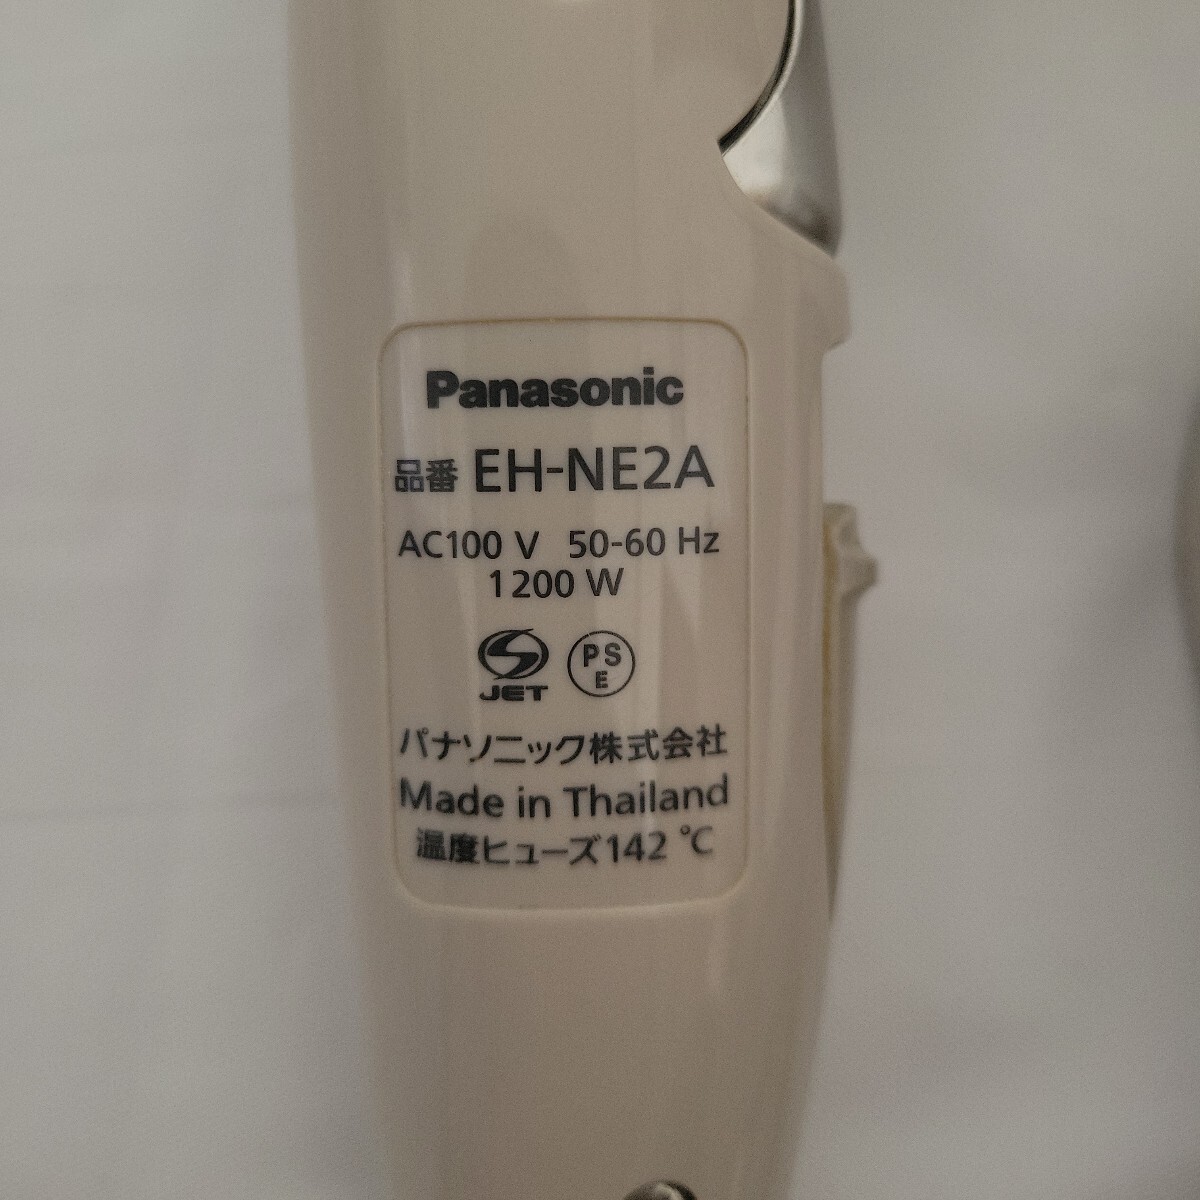 Panasonic
品番 EH-NE2A
AC100 V 50-60 Hz
1200 W
JET
PS
E
パナソニック株式会社
Made in Thailand
温度ヒューズ142 ℃